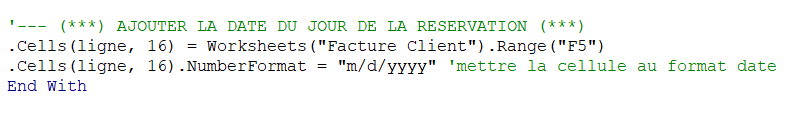 '--- (***) AJOUTER LA DATE DU JOUR DE LA RESERVATION (***)
.Cells(ligne, 16) = Worksheets("Facture Client").Range("F5")
.Cells(ligne, 16).NumberFormat = "m/d/yyyy" 'mettre la cellule au format date
End With